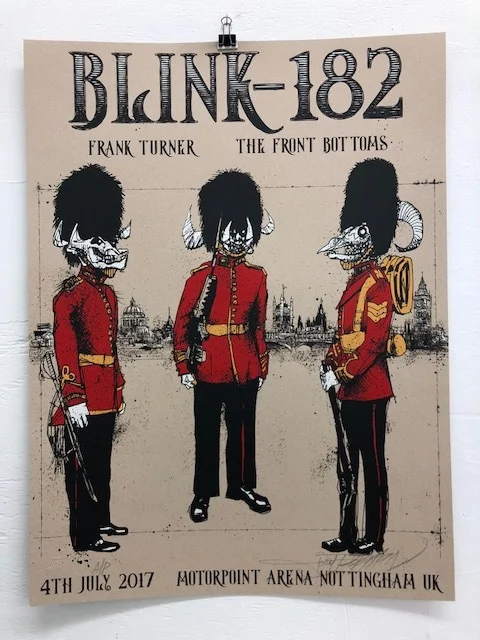 BLINK-182
FRANK TURNER THE FRONT BOTTOMS
A/P
4TH JULY 2017 MOTORPOINT ARENA NOTTINGHAM UK